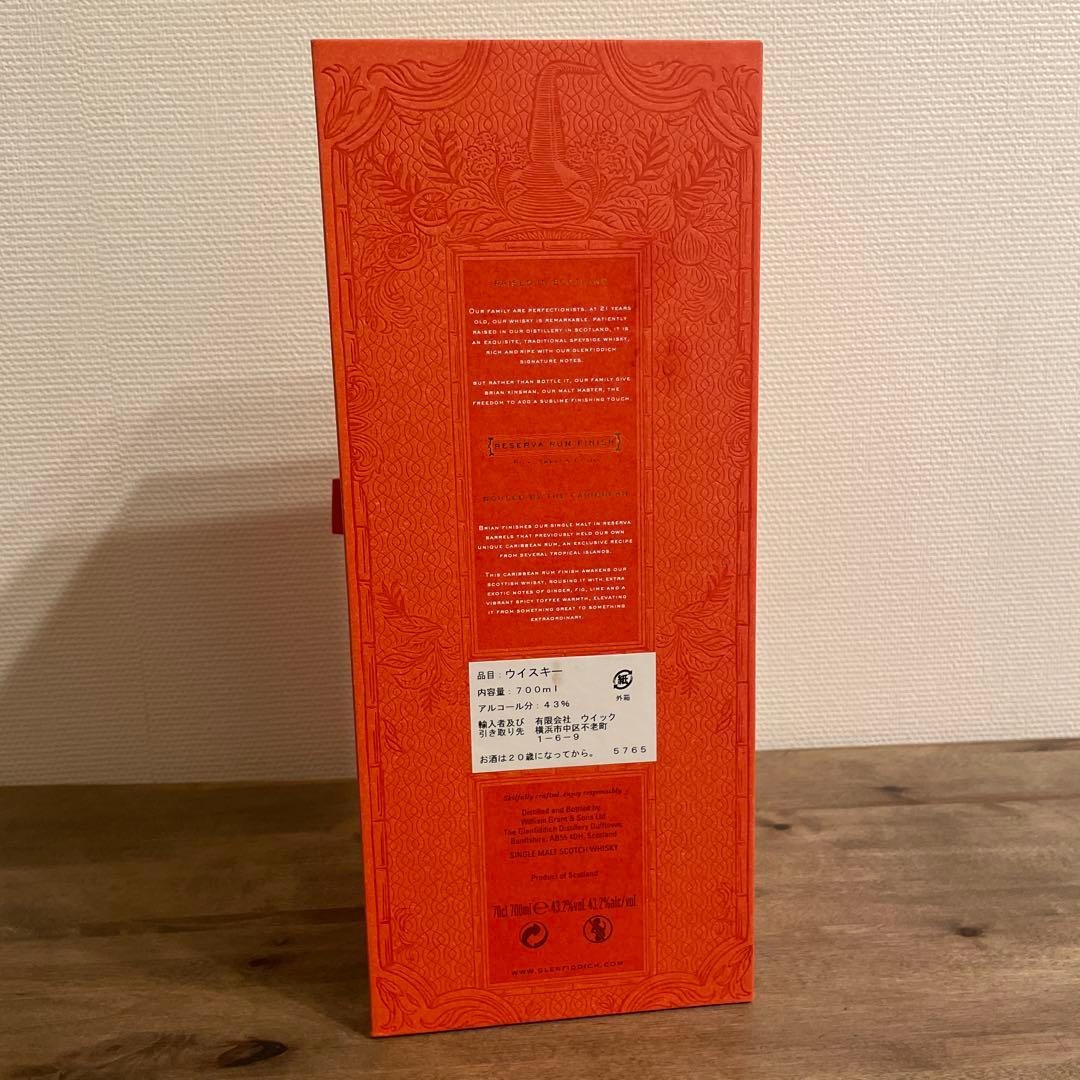 RAISED IN SCOTLAND
OUR FAMILY ARE PERFECTIONISTS. AT 21 YEARS
OLD, OUR WHISKY IS REMARKABLE. PATIENTLY
RAISED IN OUR DISTILLERY IN SCOTLAND, IT IS
AN EXQUISITE, TRADITIONAL SPEYSIDE WHISKY,
RICH AND RIPE WITH OUR GLENFIDDICH
SIGNATURE NOTES.
BUT RATHER THAN BOTTLE IT, OUR FAMILY GIVE
BRIAN KINSMAN, OUR MALT MASTER, THE
FREEDOM TO ADD A SUBLIME FINISHING TOUCH.
RESERVA RUM FINISH
ROUSED BY THE CARIBBEAN
BRIAN FINISHES OUR SINGLE MALT IN RESERVA
BARRELS THAT PREVIOUSLY HELD OUR OWN
UNIQUE CARIBBEAN RUM, AN EXCLUSIVE RECIPE
FROM SEVERAL TROPICAL ISLANDS.
THIS CARIBBEAN RUM FINISH AWAKENS OUR
SCOTTISH WHISKY, ROUSING IT WITH EXTRA
EXOTIC NOTES OF GINGER, FIG, LIME AND A
VIBRANT SPICY TOFFEE WARMTH, ELEVATING
IT FROM SOMETHING GREAT TO SOMETHING
EXTRAORDINARY.
品目：ウイスキー
内容量：700ml
アルコール分：43%
紙
外箱
輸入者及び 有限会社 ウイック
引き取り先 横浜市中区不老町
1-6-9
お酒は20歳になってから。 5765
Skilfully crafted. Enjoy responsibly.
Distilled and Bottled by
William Grant & Sons Ltd
The Glenfiddich Distillery Dufftown,
Banffshire, AB55 4DH, Scotland
SINGLE MALT SCOTCH WHISKY
Product of Scotland
70cl 700ml e 43.2%vol 43.2%alc/vol
WWW.GLENFIDDICH.COM